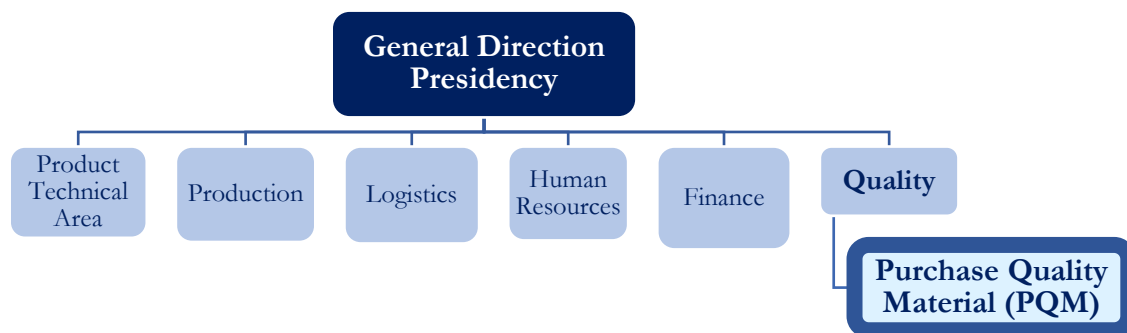 General Direction
Presidency
Product
Technical
Area
Production
Logistics
Human
Resources
Finance
Quality
Purchase Quality
Material (PQM)